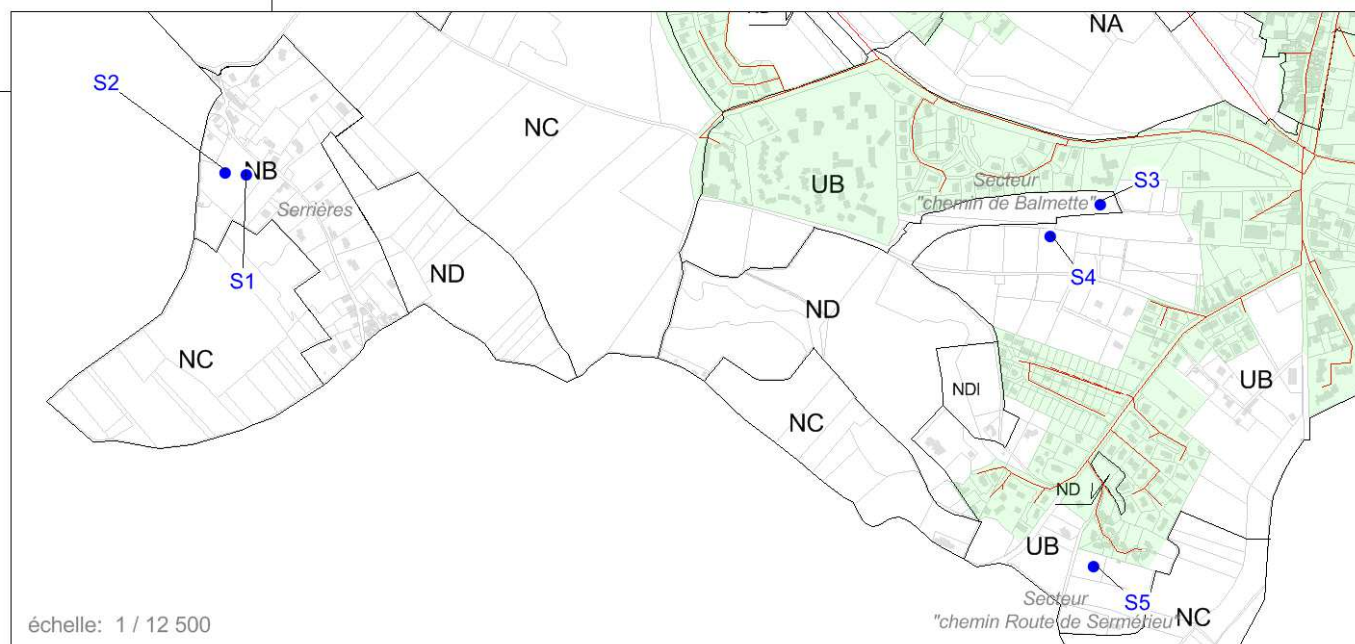 NA
S2
NC
NB
UB
Secteur
"chemin de Balmette"
S3
Serrières
S1
ND
S4
ND
NC
UB
NDI
NC
ND
UB
S5
Secteur
"chemin Route de Sermérieu"
NC
échelle: 1 / 12 500